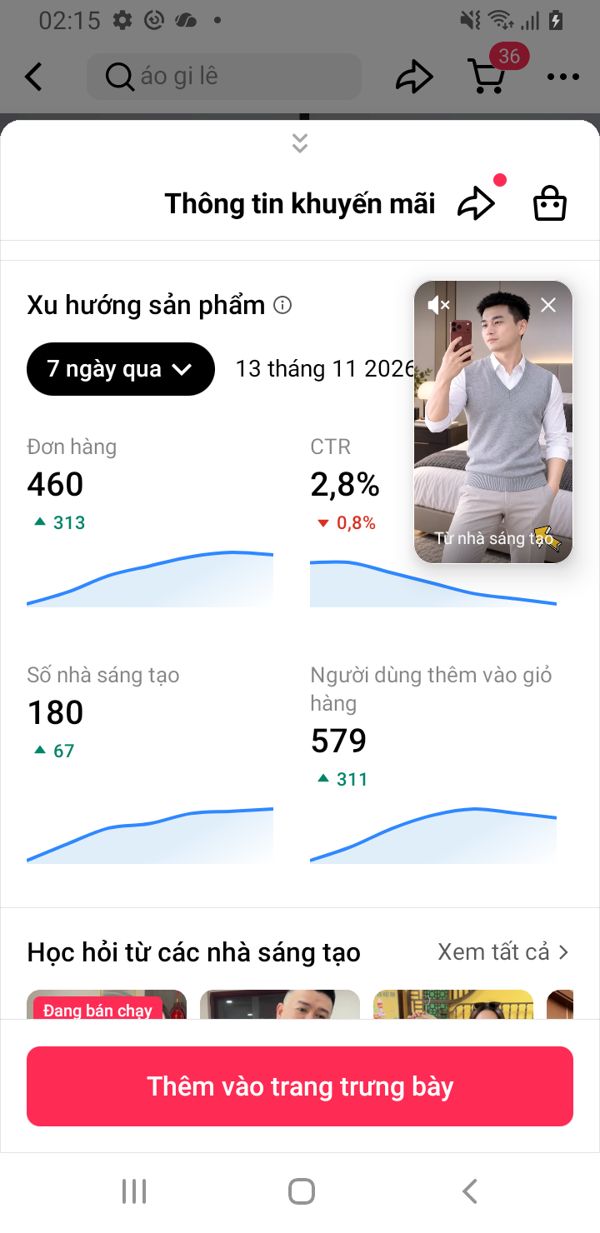 02:15
36
áo gi lê
Thông tin khuyến mãi
Xu hướng sản phẩm
7 ngày qua
13 tháng 11 2026
Đơn hàng
460
313
CTR
2,8%
0,8%
Từ nhà sáng tạo
Số nhà sáng tạo
180
67
Người dùng thêm vào giỏ
hàng
579
311
Học hỏi từ các nhà sáng tạo
Xem tất cả
Đang bán chạy
Thêm vào trang trưng bày